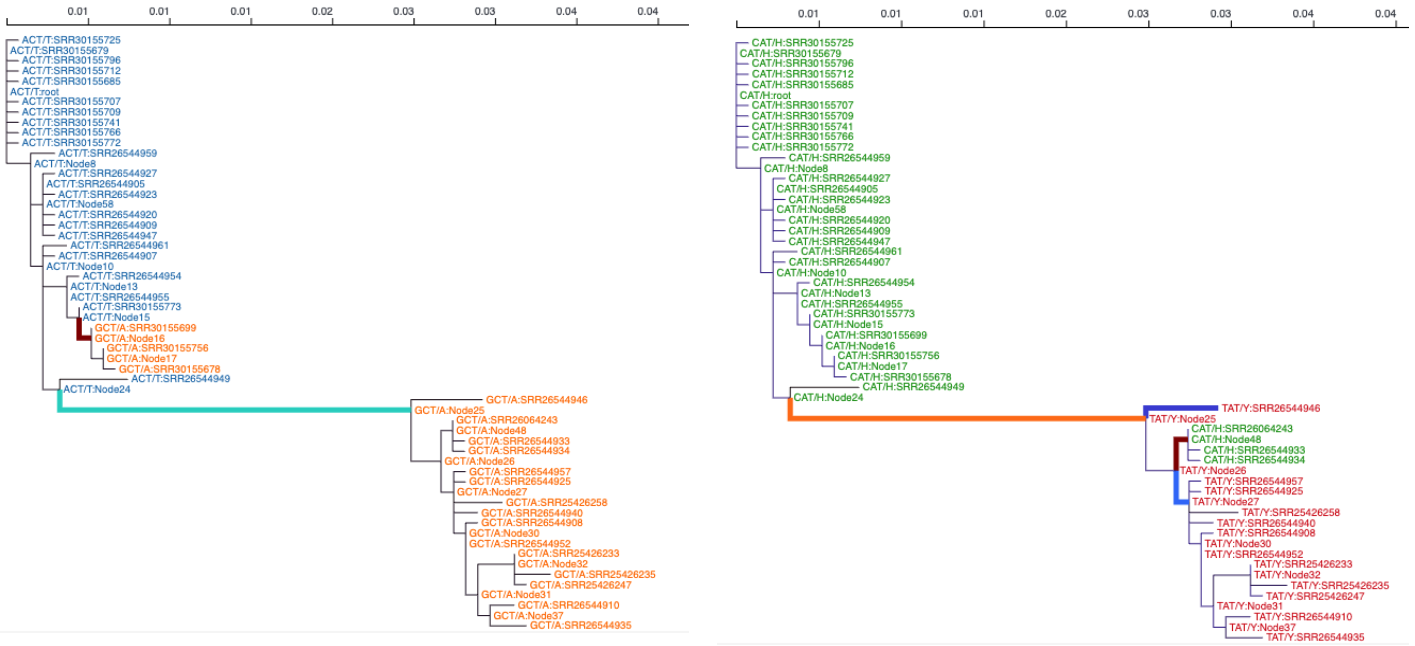 0.01 0.01 0.01 0.02 0.03 0.03 0.04 0.04
ACT/T:SRR30155725
ACT/T:SRR30155679
ACT/T:SRR30155796
ACT/T:SRR30155712
ACT/T:SRR30155685
ACT/T:root
ACT/T:SRR30155707
ACT/T:SRR30155709
ACT/T:SRR30155741
ACT/T:SRR30155766
ACT/T:SRR30155772
ACT/T:SRR26544959
ACT/T:Node8
ACT/T:SRR26544927
ACT/T:SRR26544905
ACT/T:SRR26544923
ACT/T:Node58
ACT/T:SRR26544920
ACT/T:SRR26544909
ACT/T:SRR26544947
ACT/T:SRR26544961
ACT/T:SRR26544907
ACT/T:Node10
ACT/T:SRR26544954
ACT/T:Node13
ACT/T:SRR26544955
ACT/T:SRR30155773
ACT/T:Node15
GCT/A:SRR30155699
GCT/A:Node16
GCT/A:SRR30155756
GCT/A:Node17
GCT/A:SRR30155678
ACT/T:SRR26544949
ACT/T:Node24
GCT/A:SRR26544946
GCT/A:Node25
GCT/A:SRR26064243
GCT/A:Node48
GCT/A:SRR26544933
GCT/A:SRR26544934
GCT/A:Node26
GCT/A:SRR26544957
GCT/A:SRR26544925
GCT/A:Node27
GCT/A:SRR25426258
GCT/A:SRR26544940
GCT/A:SRR26544908
GCT/A:Node30
GCT/A:SRR26544952
GCT/A:SRR25426233
GCT/A:Node32
GCT/A:SRR25426235
GCT/A:SRR25426247
GCT/A:Node31
GCT/A:SRR26544910
GCT/A:Node37
GCT/A:SRR26544935
0.01 0.01 0.01 0.02 0.03 0.03 0.04 0.04
CAT/H:SRR30155725
CAT/H:SRR30155679
CAT/H:SRR30155796
CAT/H:SRR30155712
CAT/H:SRR30155685
CAT/H:root
CAT/H:SRR30155707
CAT/H:SRR30155709
CAT/H:SRR30155741
CAT/H:SRR30155766
CAT/H:SRR30155772
CAT/H:SRR26544959
CAT/H:Node8
CAT/H:SRR26544927
CAT/H:SRR26544905
CAT/H:SRR26544923
CAT/H:Node58
CAT/H:SRR26544920
CAT/H:SRR26544909
CAT/H:SRR26544947
CAT/H:SRR26544961
CAT/H:SRR26544907
CAT/H:Node10
CAT/H:SRR26544954
CAT/H:Node13
CAT/H:SRR26544955
CAT/H:SRR30155773
CAT/H:Node15
CAT/H:SRR30155699
CAT/H:Node16
CAT/H:SRR30155756
CAT/H:Node17
CAT/H:SRR30155678
CAT/H:SRR26544949
CAT/H:Node24
TAT/Y:SRR26544946
TAT/Y:Node25
CAT/H:SRR26064243
CAT/H:Node48
CAT/H:SRR26544933
CAT/H:SRR26544934
TAT/Y:Node26
TAT/Y:SRR26544957
TAT/Y:SRR26544925
TAT/Y:Node27
TAT/Y:SRR25426258
TAT/Y:SRR26544940
TAT/Y:SRR26544908
TAT/Y:Node30
TAT/Y:SRR26544952
TAT/Y:SRR25426233
TAT/Y:Node32
TAT/Y:SRR25426235
TAT/Y:SRR25426247
TAT/Y:Node31
TAT/Y:SRR26544910
TAT/Y:Node37
TAT/Y:SRR26544935